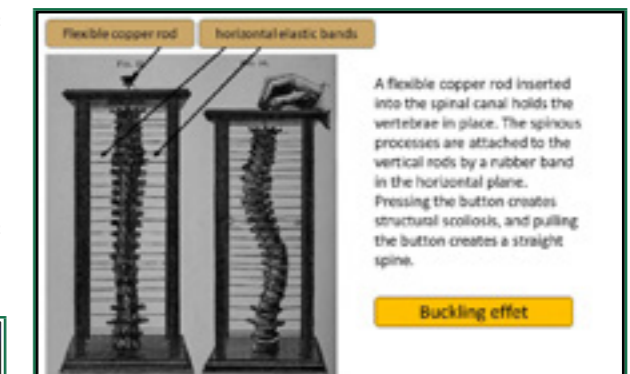 Flexible copper rod
horizontal elastic bands
A flexible copper rod inserted
into the spinal canal holds the
vertebrae in place. The spinous
processes are attached to the
vertical rods by a rubber band
in the horizontal plane.
Pressing the button creates
structural scoliosis, and pulling
the button creates a straight
spine.
Buckling effet